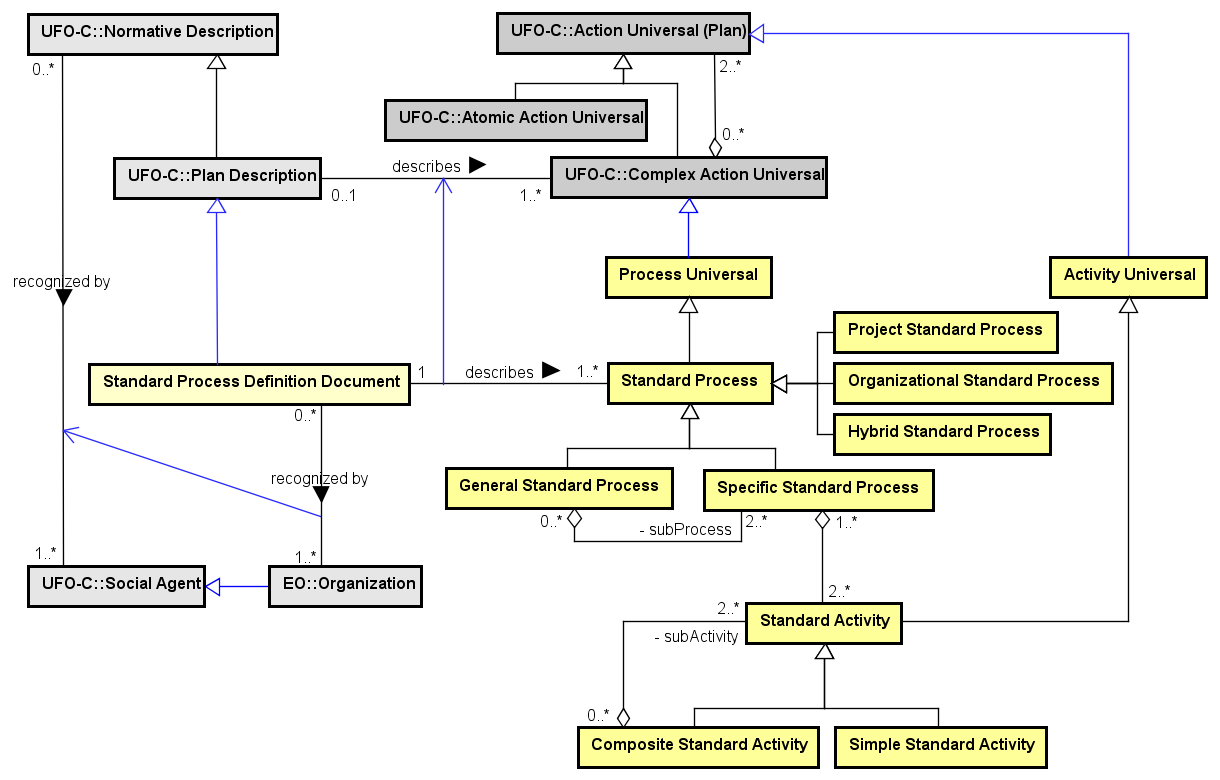 UFO-C::Normative Description
UFO-C::Action Universal (Plan)
0..*
2..*
UFO-C::Atomic Action Universal
0..*
describes
UFO-C::Plan Description
UFO-C::Complex Action Universal
0..1
1..*
recognized by
Process Universal
Activity Universal
Project Standard Process
Standard Process Definition Document
1
describes
1..*
Standard Process
Organizational Standard Process
0..*
Hybrid Standard Process
recognized by
General Standard Process
Specific Standard Process
0..*
- subProcess
2..*
1..*
1..*
1..*
UFO-C::Social Agent
EO::Organization
2..*
2..*
- subActivity
Standard Activity
0..*
Composite Standard Activity
Simple Standard Activity